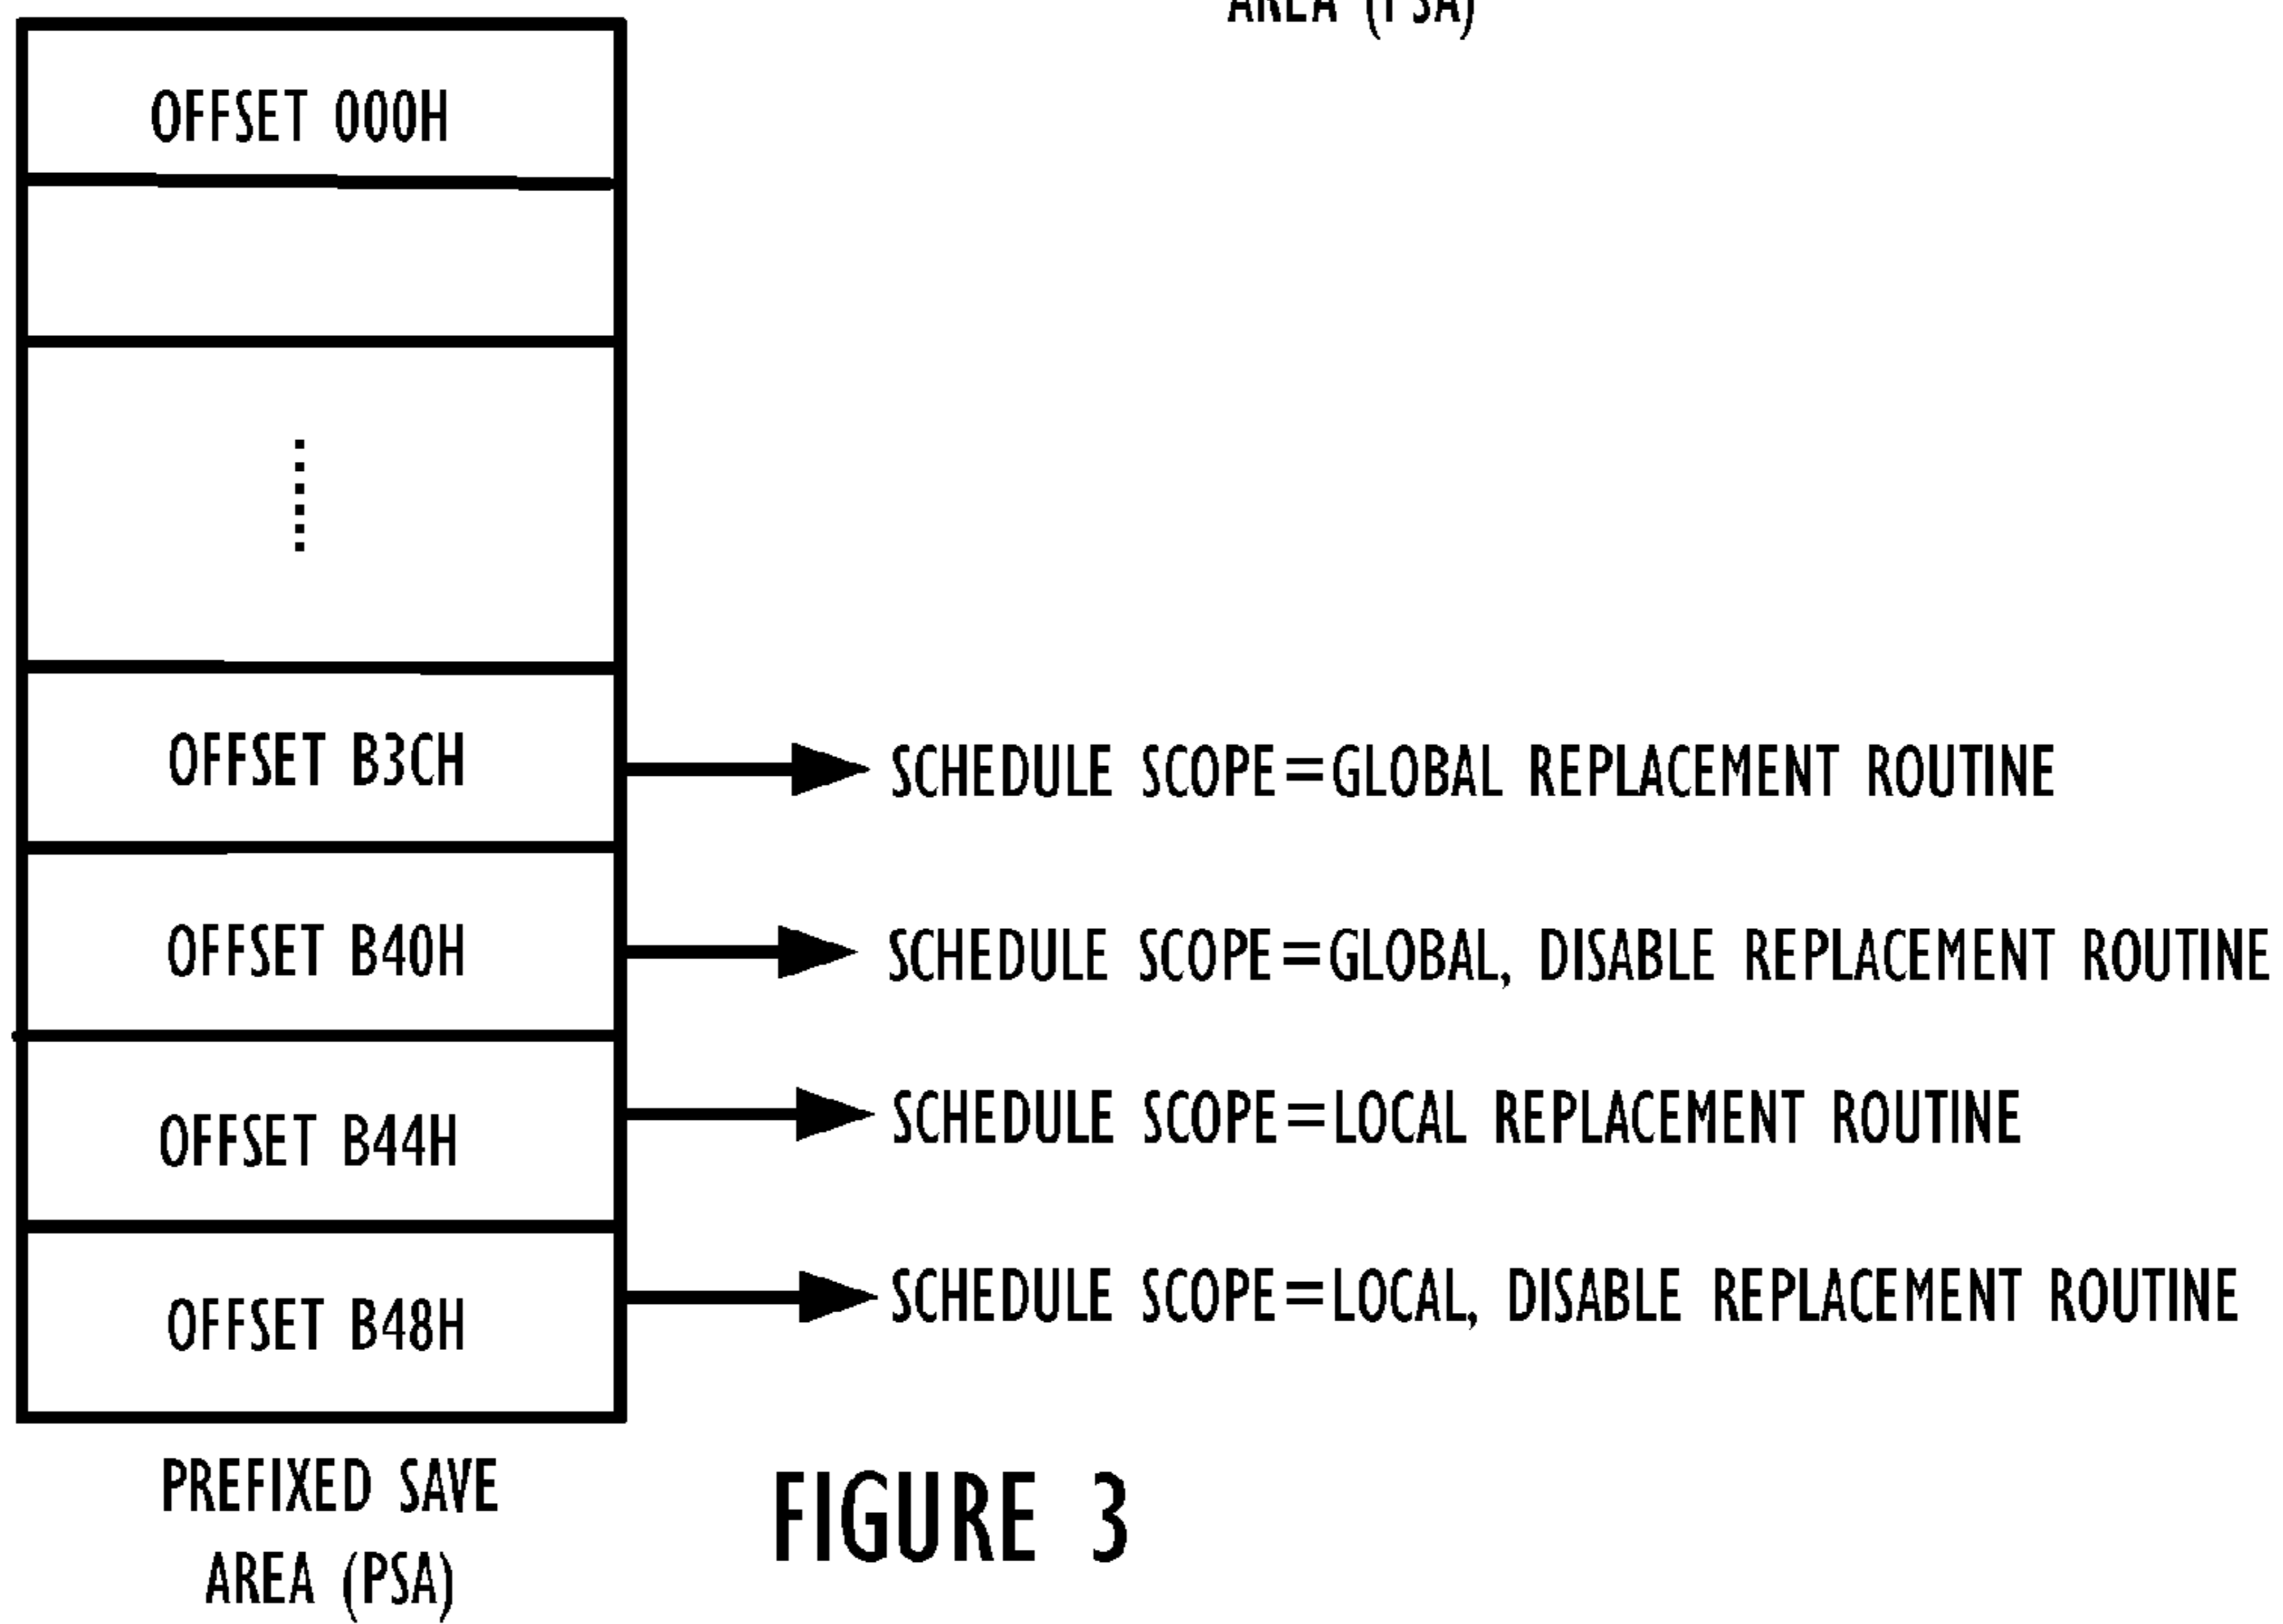 AREA (PSA)
OFFSET 000H
OFFSET B3CH
SCHEDULE SCOPE=GLOBAL REPLACEMENT ROUTINE
OFFSET B40H
SCHEDULE SCOPE=GLOBAL, DISABLE REPLACEMENT ROUTINE
OFFSET B44H
SCHEDULE SCOPE=LOCAL REPLACEMENT ROUTINE
OFFSET B48H
SCHEDULE SCOPE=LOCAL, DISABLE REPLACEMENT ROUTINE
PREFIXED SAVE
AREA (PSA)
FIGURE 3